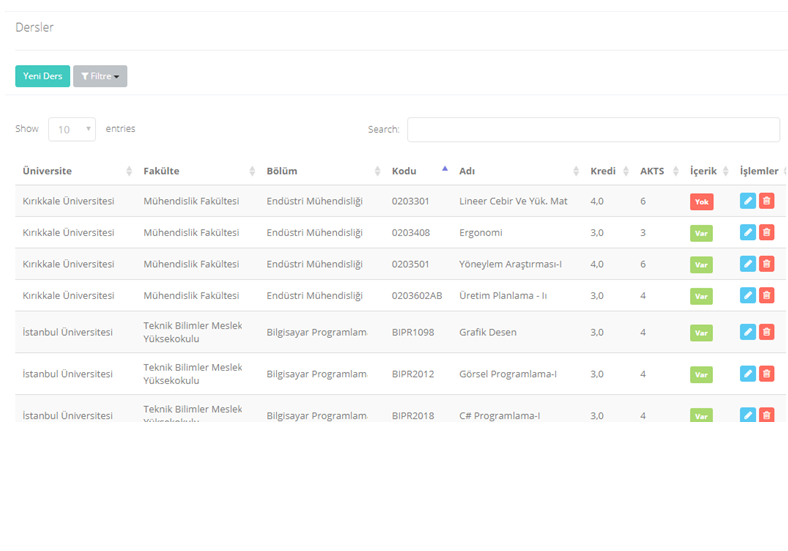 Dersler
Yeni Ders Filtre
Show 10 entries Search:
Üniversite Fakülte Bölüm Kodu Adı Kredi AKTS İçerik İşlemler
Kırıkkale Üniversitesi Mühendislik Fakültesi Endüstri Mühendisliği 0203301 Lineer Cebir Ve Yük. Mat 4,0 6 Yok
Kırıkkale Üniversitesi Mühendislik Fakültesi Endüstri Mühendisliği 0203408 Ergonomi 3,0 3 Var
Kırıkkale Üniversitesi Mühendislik Fakültesi Endüstri Mühendisliği 0203501 Yöneylem Araştırması-I 4,0 6 Var
Kırıkkale Üniversitesi Mühendislik Fakültesi Endüstri Mühendisliği 0203602AB Üretim Planlama - Iı 3,0 4 Var
İstanbul Üniversitesi Teknik Bilimler Meslek Yüksekokulu Bilgisayar Programlam BIPR1098 Grafik Desen 3,0 4 Var
İstanbul Üniversitesi Teknik Bilimler Meslek Yüksekokulu Bilgisayar Programlam BIPR2012 Görsel Programlama-I 3,0 4 Var
İstanbul Üniversitesi Teknik Bilimler Meslek Yüksekokulu Bilgisayar Programlam BIPR2018 C# Programlama-I 3,0 4 Var